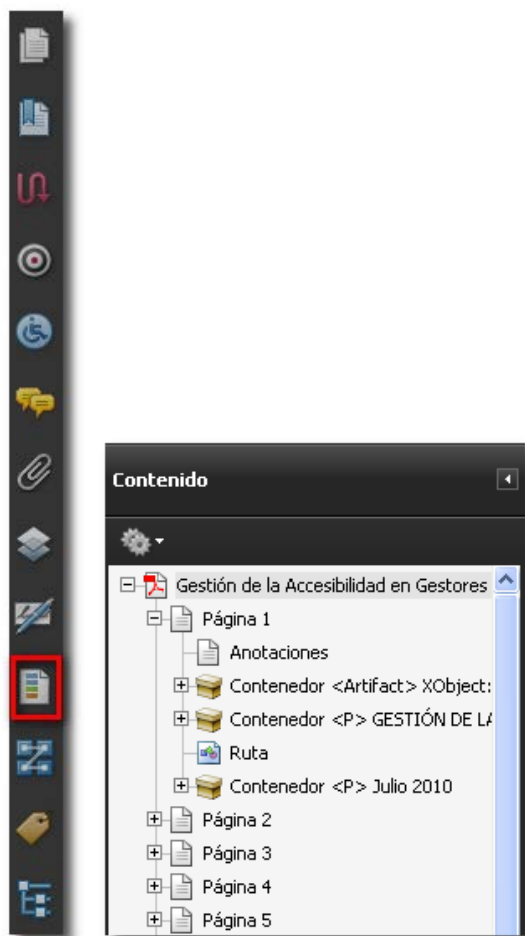 Contenido
Gestión de la Accesibilidad en Gestores
Página 1
Anotaciones
Contenedor <Artifact> XObject:
Contenedor <P> GESTIÓN DE LA
Ruta
Contenedor <P> Julio 2010
Página 2
Página 3
Página 4
Página 5